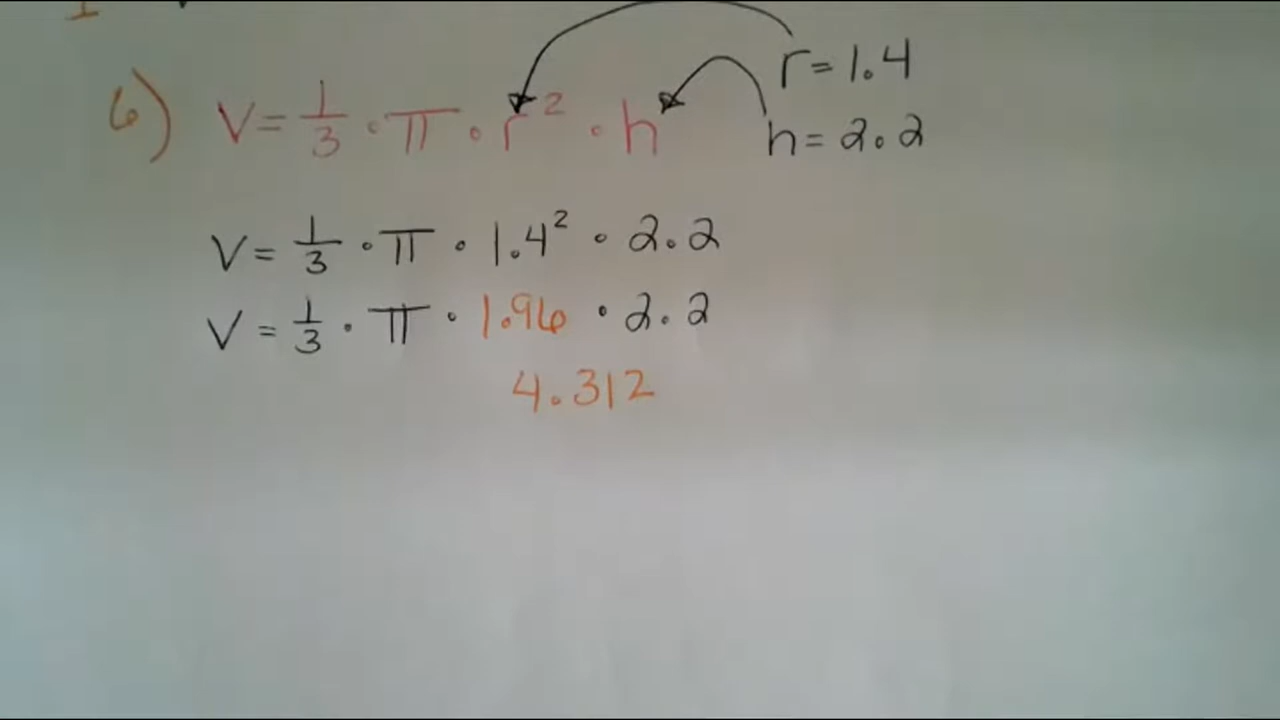 6) V = 1/3 · π · r² · h
r = 1.4
h = 2.2
V = 1/3 · π · 1.4² · 2.2
V = 1/3 · π · 1.96 · 2.2
4.312